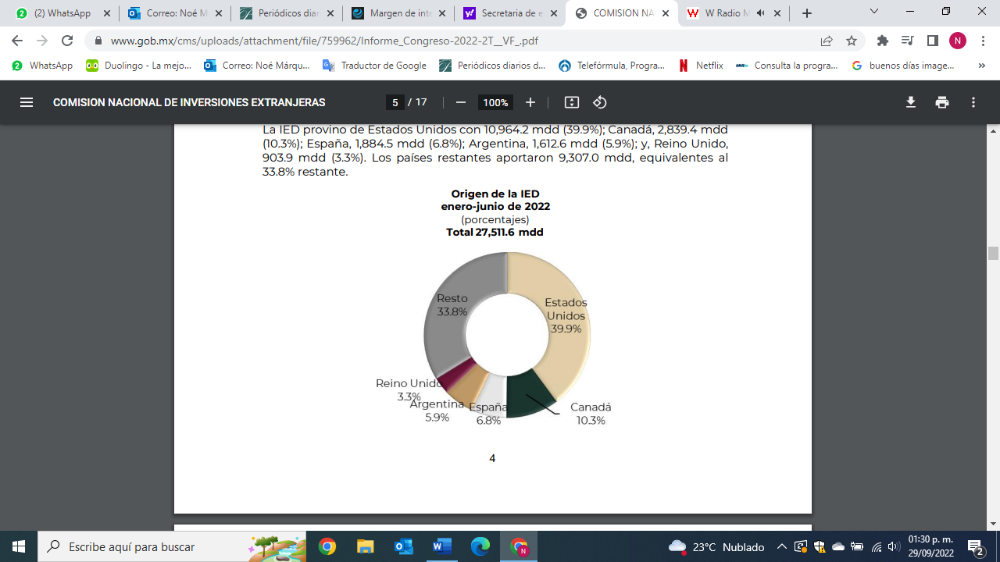 (2) WhatsApp
Correo: Noé M
Periódicos diar
Margen de inte
Secretaria de e
COMISION NA
W Radio M
www.gob.mx/cms/uploads/attachment/file/759962/Informe_Congreso-2022-2T__VF_.pdf
N
WhatsApp
Duolingo - La mejo...
Correo: Noé Márqu...
Traductor de Google
Periódicos diarios d...
Telefórmula, Progra...
Netflix
Consulta la progra...
buenos días image...
»
COMISION NACIONAL DE INVERSIONES EXTRANJERAS
5 / 17
100%
La IED provino de Estados Unidos con 10,964.2 mdd (39.9%); Canadá, 2,839.4 mdd
(10.3%); España, 1,884.5 mdd (6.8%); Argentina, 1,612.6 mdd (5.9%); y, Reino Unido,
903.9 mdd (3.3%). Los países restantes aportaron 9,307.0 mdd, equivalentes al
33.8% restante.
Origen de la IED
enero-junio de 2022
(porcentajes)
Total 27,511.6 mdd
Resto
33.8%
Estados
Unidos
39.9%
Reino Unido
3.3%
Argentina
5.9%
España
6.8%
Canadá
10.3%
4
Escribe aquí para buscar
23°C Nublado
01:30 p. m.
29/09/2022
2